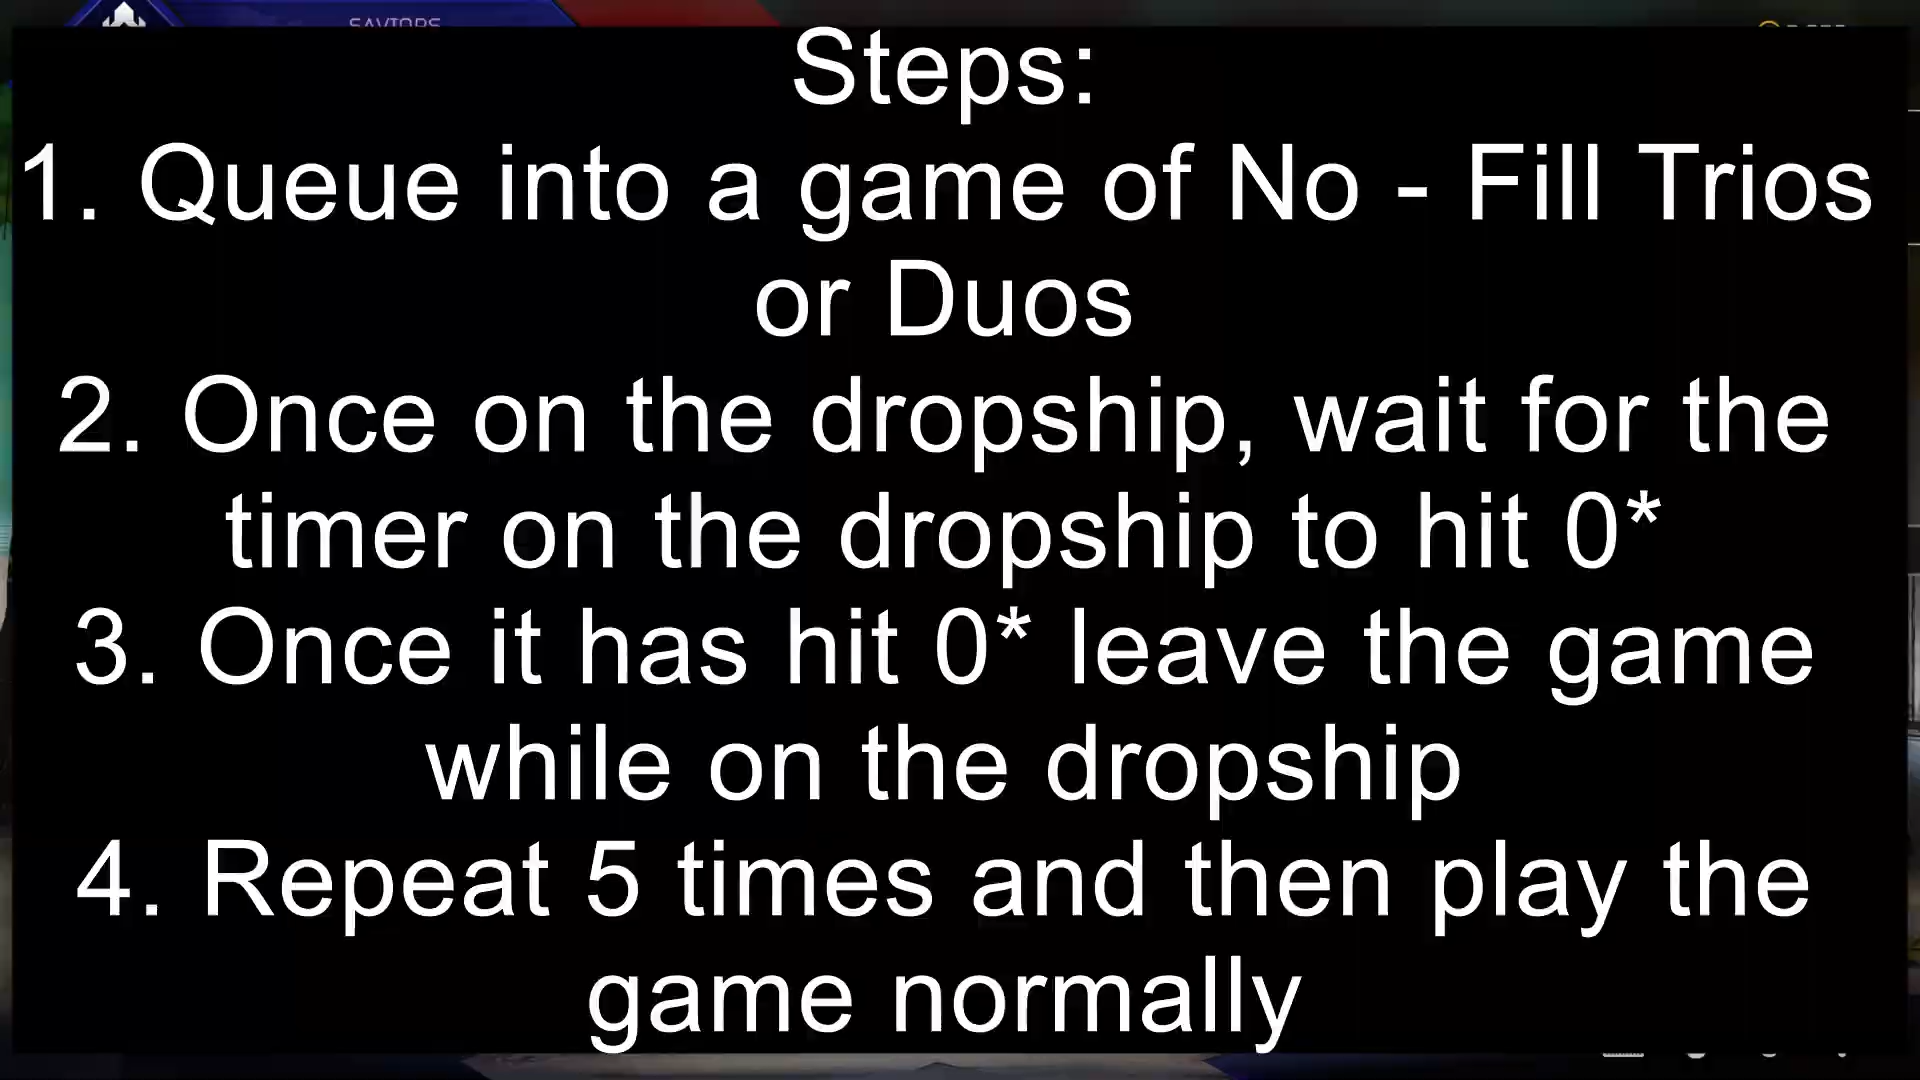 SAVIORS
Steps:
1. Queue into a game of No - Fill Trios
or Duos
2. Once on the dropship, wait for the
timer on the dropship to hit 0*
3. Once it has hit 0* leave the game
while on the dropship
4. Repeat 5 times and then play the
game normally